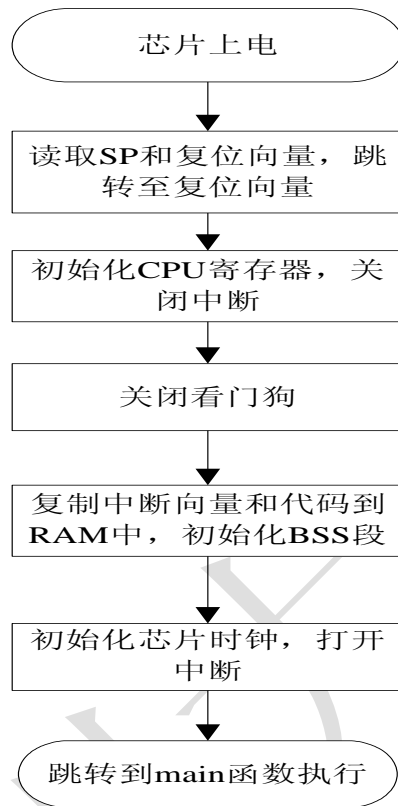 芯片上电
读取SP和复位向量，跳
转至复位向量
初始化CPU寄存器，关
闭中断
关闭看门狗
复制中断向量和代码到
RAM中，初始化BSS段
初始化芯片时钟，打开
中断
跳转到main函数执行